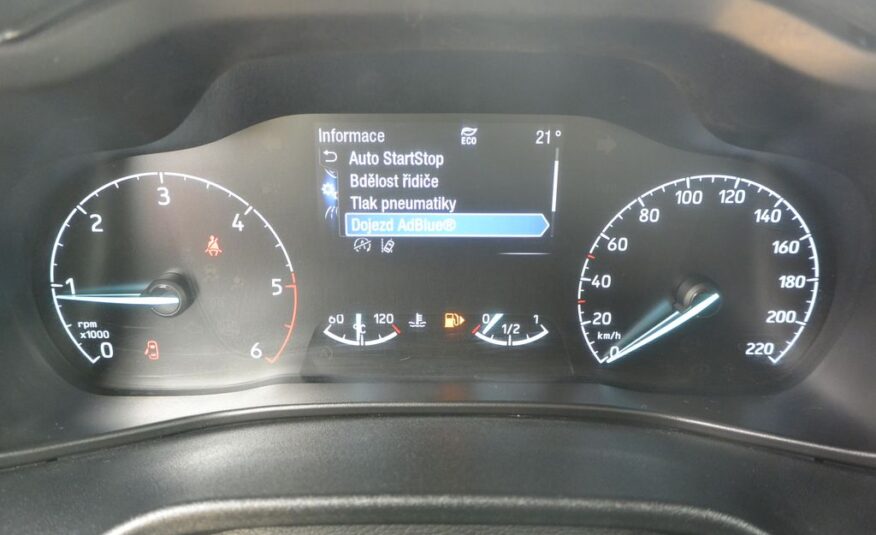 Informace ECO 21°
Auto StartStop
Bdělost řidiče
Tlak pneumatiky
Dojezd AdBlue®
0 1 2 3 4 5 6
rpm
x1000
60 °C 120
0 1/2 1
0 20 40 60 80 100 120 140 160 180 200 220
km/h